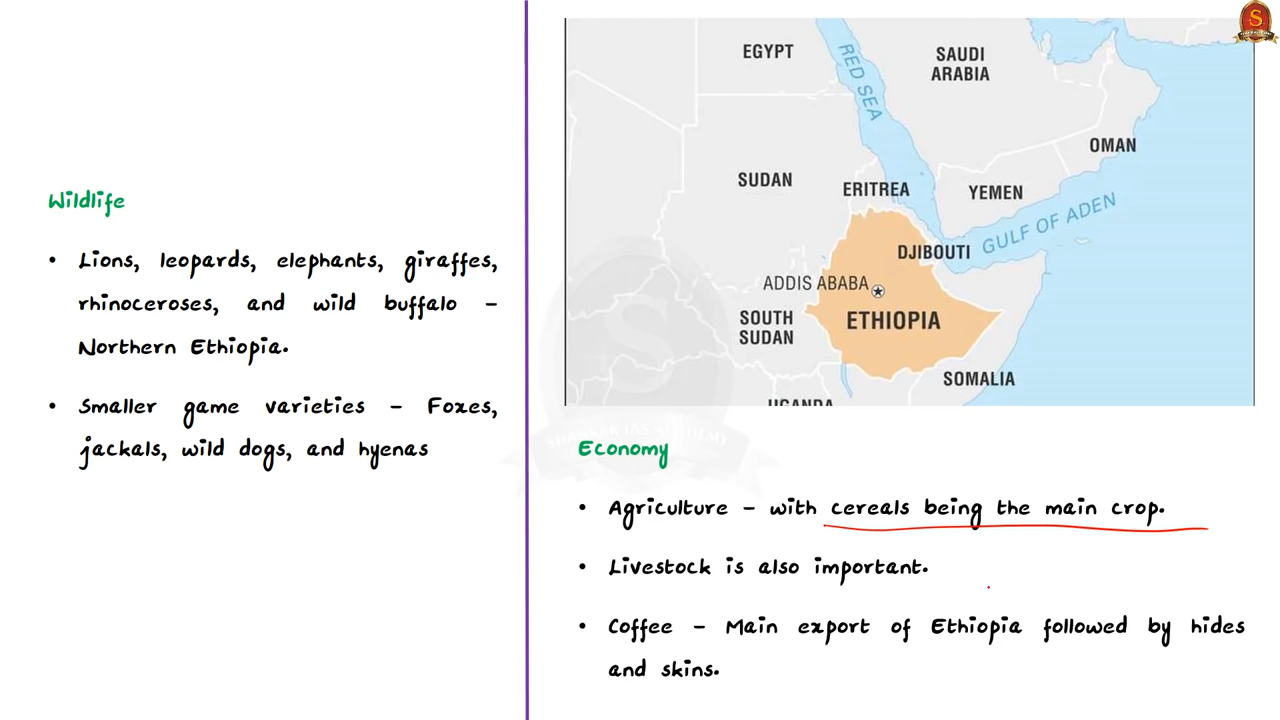 Wildlife
• Lions, leopards, elephants, giraffes,
rhinoceroses, and wild buffalo –
Northern Ethiopia.
• Smaller game varieties – Foxes,
jackals, wild dogs, and hyenas
EGYPT
RED SEA
SAUDI
ARABIA
OMAN
SUDAN
ERITREA
YEMEN
GULF OF ADEN
DJIBOUTI
ADDIS ABABA
SOUTH
SUDAN
ETHIOPIA
SOMALIA
UGANDA
Economy
• Agriculture – with cereals being the main crop.
• Livestock is also important.
• Coffee – Main export of Ethiopia followed by hides
and skins.